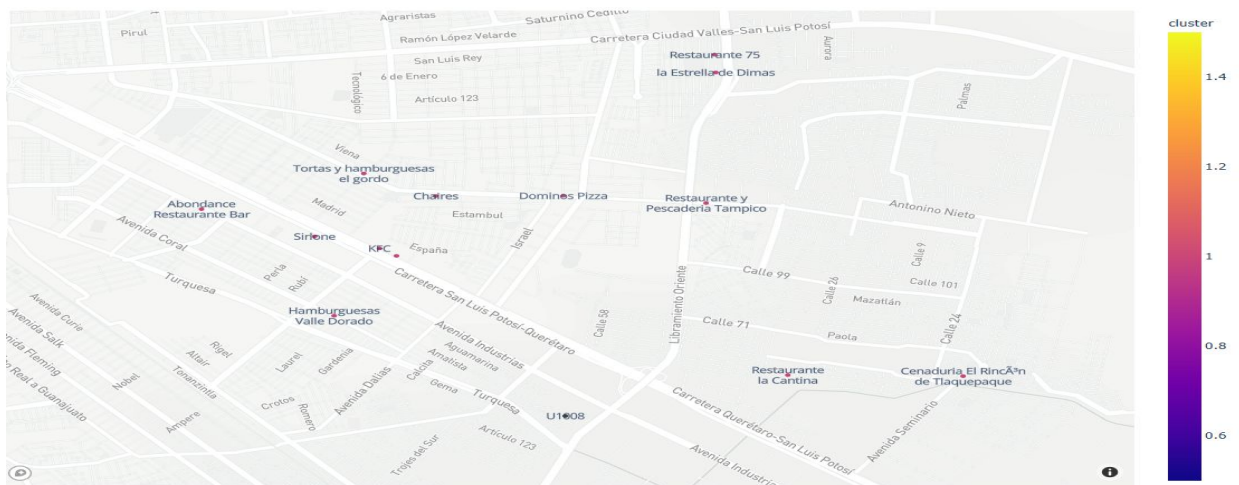 Agraristas
Saturnino Cedillo
cluster
Pirul
Ramón López Velarde
Carretera Ciudad Valles-San Luis Potosí
Aurora
San Luis Rey
Restaurante 75
1.4
6 de Enero
Tecnológico
la Estrella de Dimas
Artículo 123
Palmas
Viena
1.2
Tortas y hamburguesas
el gordo
Chaires
Dominos Pizza
Restaurante y
Pescaderia Tampico
Abondance
Restaurante Bar
Madrid
Estambul
Antonino Nieto
Avenida Coral
Sirlone
KFC
España
Israel
Calle 9
1
Perla
Rubí
Turquesa
Carretera San Luis Potosí-Querétaro
Libramiento Oriente
Calle 99
Calle 26
Calle 101
Mazatlán
Avenida Curie
Hamburguesas
Valle Dorado
Calle 58
Calle 71
Calle 24
Avenida Salk
Avenida Industrias
Paola
0.8
Rigel
Altair
Laurel
Gardenia
Aguamarina
Amatista
Calcita
Tonanzintla
Nobel
Avenida Dalias
Gema
Turquesa
Restaurante
la Cantina
Cenaduria El RincÃ³n
de Tlaquepaque
Crotos
Romero
U1008
Ampere
Artículo 123
Trojes del Sur
Carretera Querétaro-San Luis Potosí
Avenida Seminario
Avenida Industrias
0.6